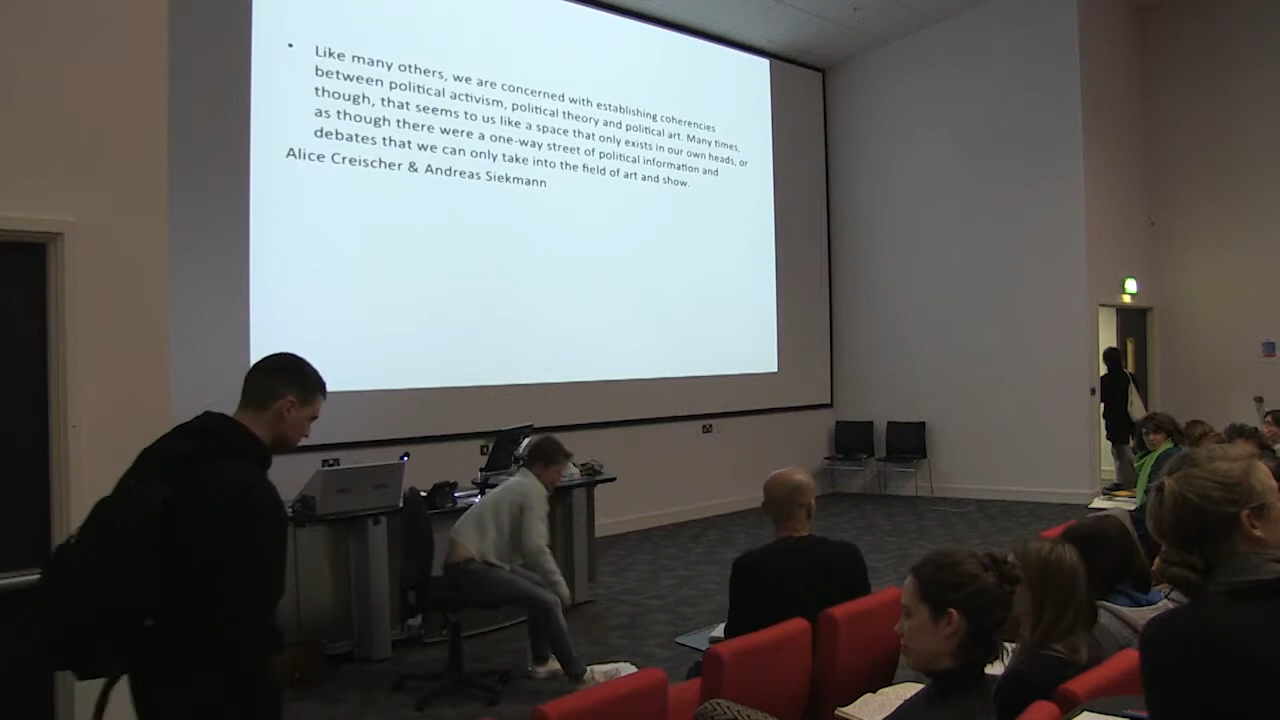 • Like many others, we are concerned with establishing coherencies
between political activism, political theory and political art. Many times,
though, that seems to us like a space that only exists in our own heads, or
as though there were a one-way street of political information and
debates that we can only take into the field of art and show.
Alice Creischer & Andreas Siekmann